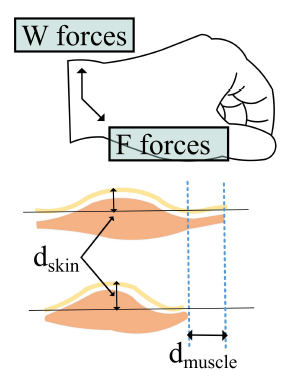 W forces
F forces
dskin
dmuscle